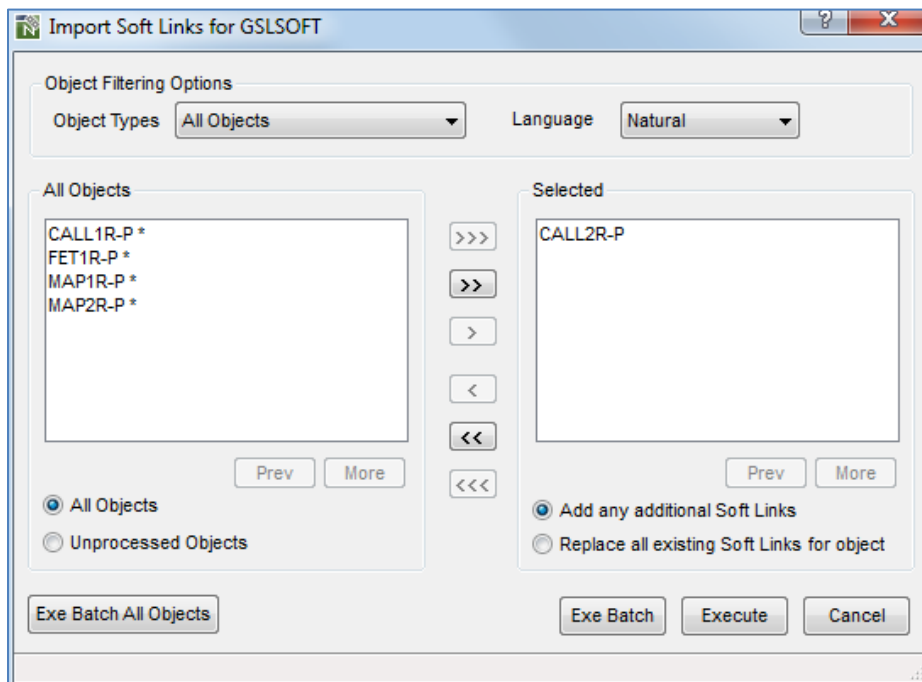 Import Soft Links for GSLSOFT
?
X
Object Filtering Options
Object Types All Objects Language Natural
All Objects
CALL1R-P *
FET1R-P *
MAP1R-P *
MAP2R-P *
Prev More
All Objects
Unprocessed Objects
>>>
>>
>
<
<<
<<<
Selected
CALL2R-P
Prev More
Add any additional Soft Links
Replace all existing Soft Links for object
Exe Batch All Objects Exe Batch Execute Cancel